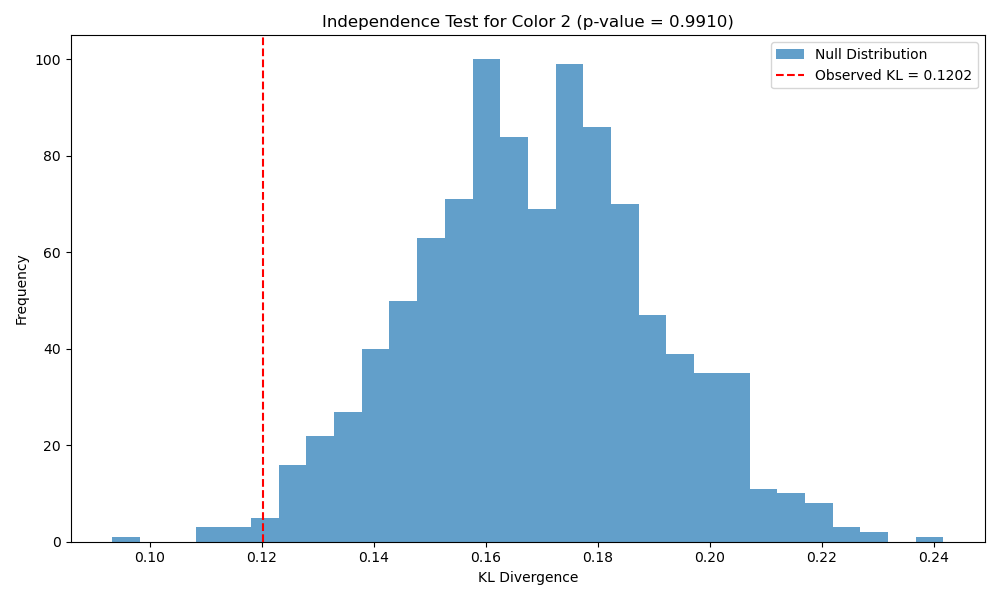 Independence Test for Color 2 (p-value = 0.9910)
Null Distribution
Observed KL = 0.1202
Frequency
100
80
60
40
20
0
0.10 0.12 0.14 0.16 0.18 0.20 0.22 0.24
KL Divergence